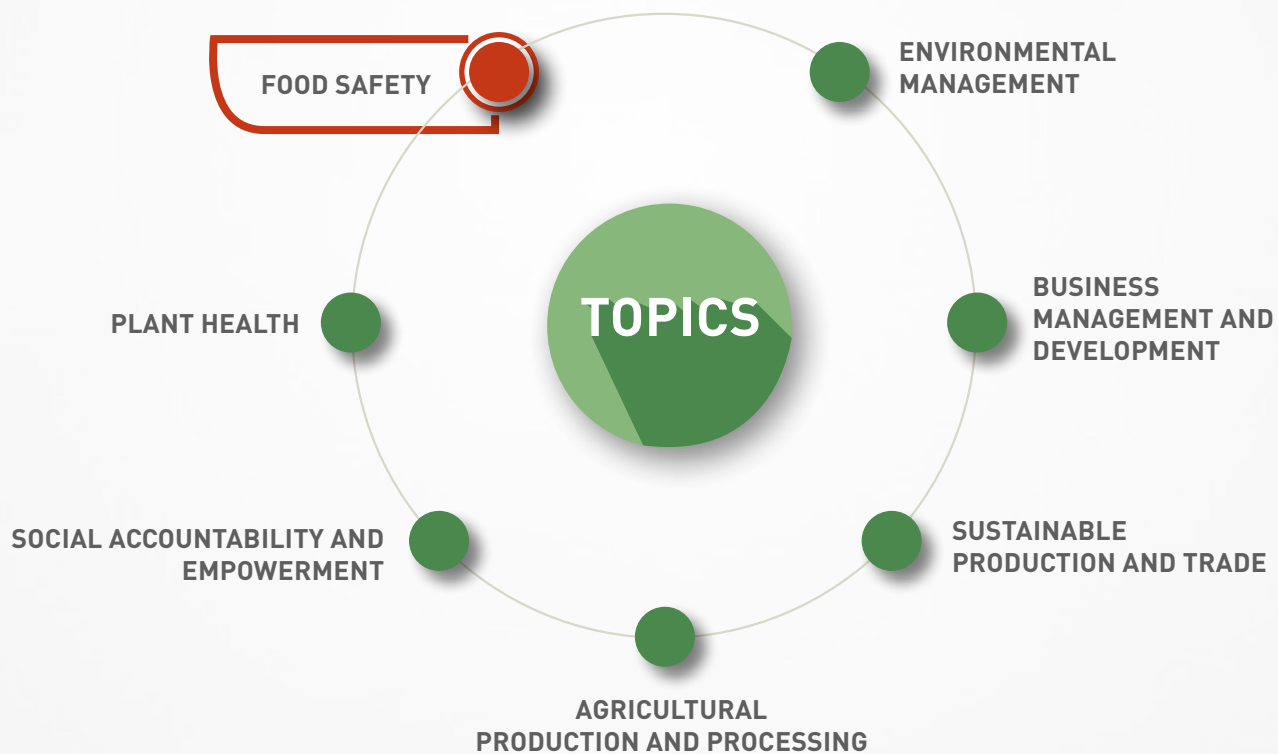 FOOD SAFETY
ENVIRONMENTAL
MANAGEMENT
TOPICS
BUSINESS
MANAGEMENT AND
DEVELOPMENT
PLANT HEALTH
SOCIAL ACCOUNTABILITY AND
EMPOWERMENT
SUSTAINABLE
PRODUCTION AND TRADE
AGRICULTURAL
PRODUCTION AND PROCESSING